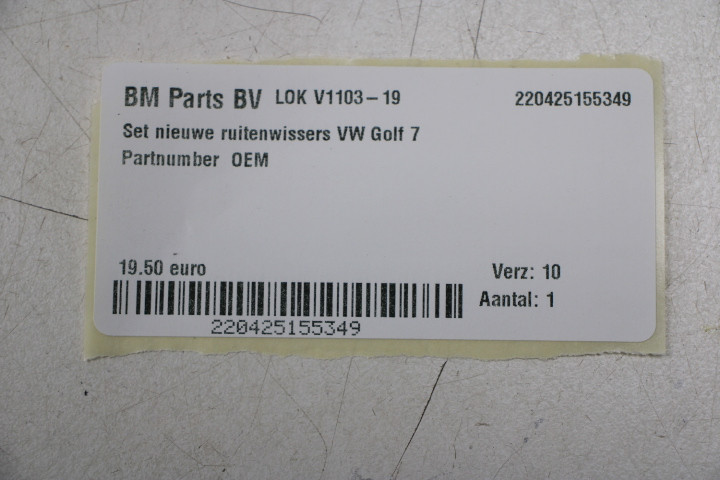 BM Parts BV LOK V1103-19 220425155349
Set nieuwe ruitenwissers VW Golf 7
Partnumber OEM
19.50 euro Verz: 10
Aantal: 1
220425155349